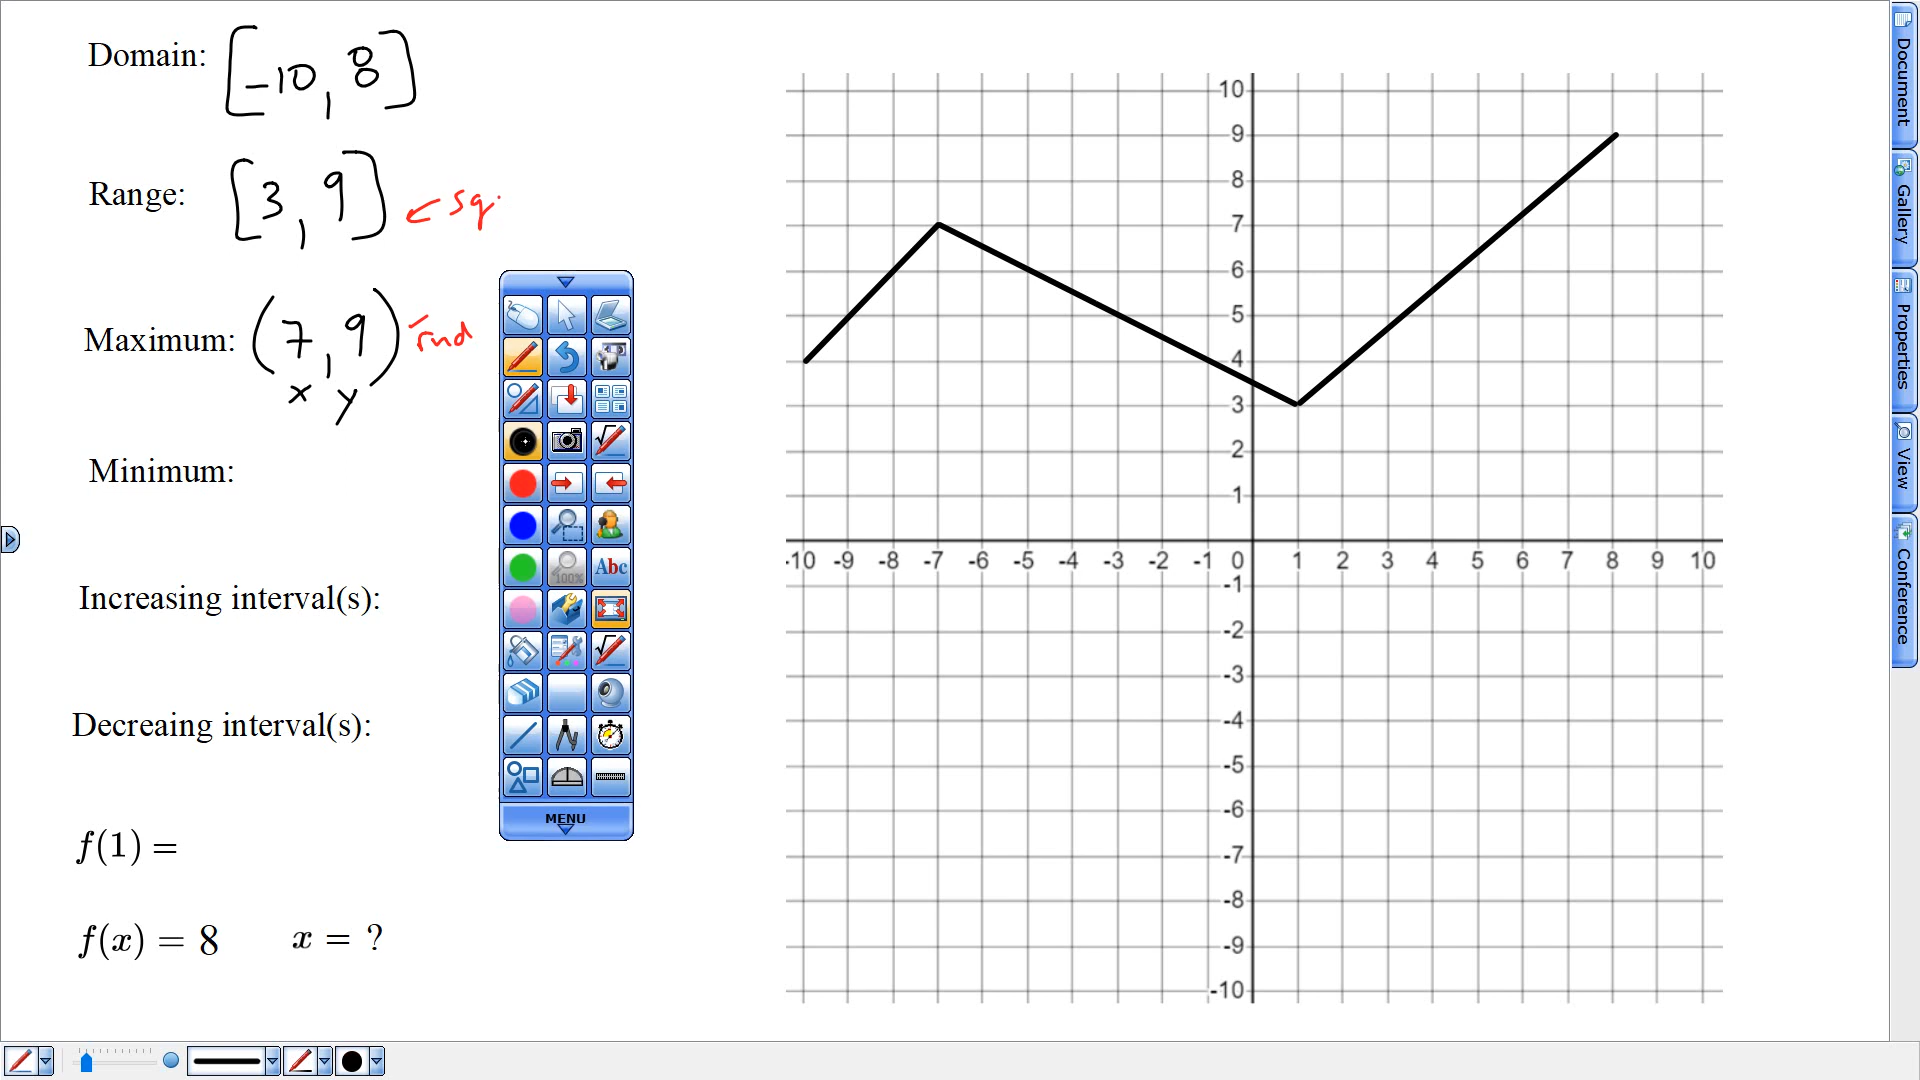 Domain: [-10, 8]
Range: [3, 9] ← sq.
Maximum: (7, 9)
x y
Minimum:
Increasing interval(s):
Decreaing interval(s):
f(1) =
f(x) = 8 x = ?
Abc
100%
MENU
10
9
8
7
6
5
4
3
2
1
-10 -9 -8 -7 -6 -5 -4 -3 -2 -1 0 1 2 3 4 5 6 7 8 9 10
-1
-2
-3
-4
-5
-6
-7
-8
-9
-10
Document
Gallery
Properties
View
Conference